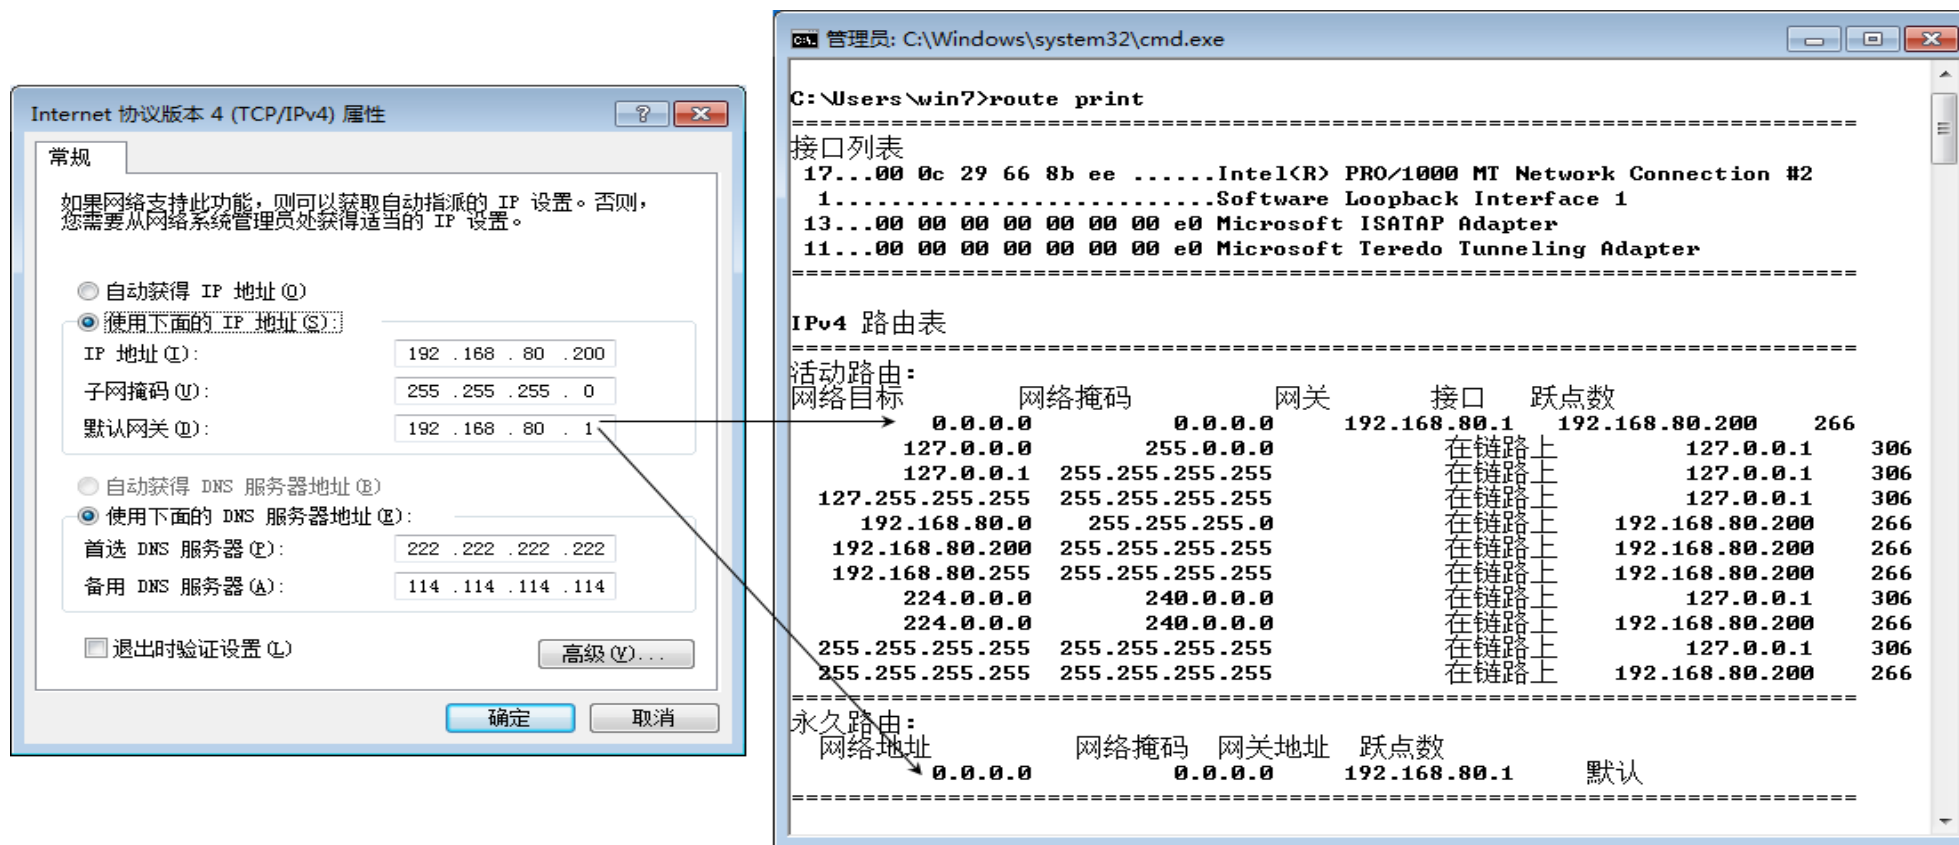 Internet 协议版本 4 (TCP/IPv4) 属性
常规
如果网络支持此功能，则可以获取自动指派的 IP 设置。否则，
您需要从网络系统管理员处获得适当的 IP 设置。
自动获得 IP 地址(O)
使用下面的 IP 地址(S):
IP 地址(I): 192 .168 . 80 .200
子网掩码(U): 255 .255 .255 . 0
默认网关(D): 192 .168 . 80 . 1
自动获得 DNS 服务器地址(B)
使用下面的 DNS 服务器地址(E):
首选 DNS 服务器(P): 222 .222 .222 .222
备用 DNS 服务器(A): 114 .114 .114 .114
退出时验证设置(L)
高级(V)...
确定 取消
管理员: C:\Windows\system32\cmd.exe
C:\Users\win7>route print
===========================================================================
接口列表
17...00 0c 29 66 8b ee ......Intel(R) PRO/1000 MT Network Connection #2
1...........................Software Loopback Interface 1
13...00 00 00 00 00 00 00 e0 Microsoft ISATAP Adapter
11...00 00 00 00 00 00 00 e0 Microsoft Teredo Tunneling Adapter
===========================================================================
IPv4 路由表
===========================================================================
活动路由:
网络目标 网络掩码 网关 接口 跃点数
0.0.0.0 0.0.0.0 192.168.80.1 192.168.80.200 266
127.0.0.0 255.0.0.0 在链路上 127.0.0.1 306
127.0.0.1 255.255.255.255 在链路上 127.0.0.1 306
127.255.255.255 255.255.255.255 在链路上 127.0.0.1 306
192.168.80.0 255.255.255.0 在链路上 192.168.80.200 266
192.168.80.200 255.255.255.255 在链路上 192.168.80.200 266
192.168.80.255 255.255.255.255 在链路上 192.168.80.200 266
224.0.0.0 240.0.0.0 在链路上 127.0.0.1 306
224.0.0.0 240.0.0.0 在链路上 192.168.80.200 266
255.255.255.255 255.255.255.255 在链路上 127.0.0.1 306
255.255.255.255 255.255.255.255 在链路上 192.168.80.200 266
===========================================================================
永久路由:
网络地址 网络掩码 网关地址 跃点数
0.0.0.0 0.0.0.0 192.168.80.1 默认
===========================================================================